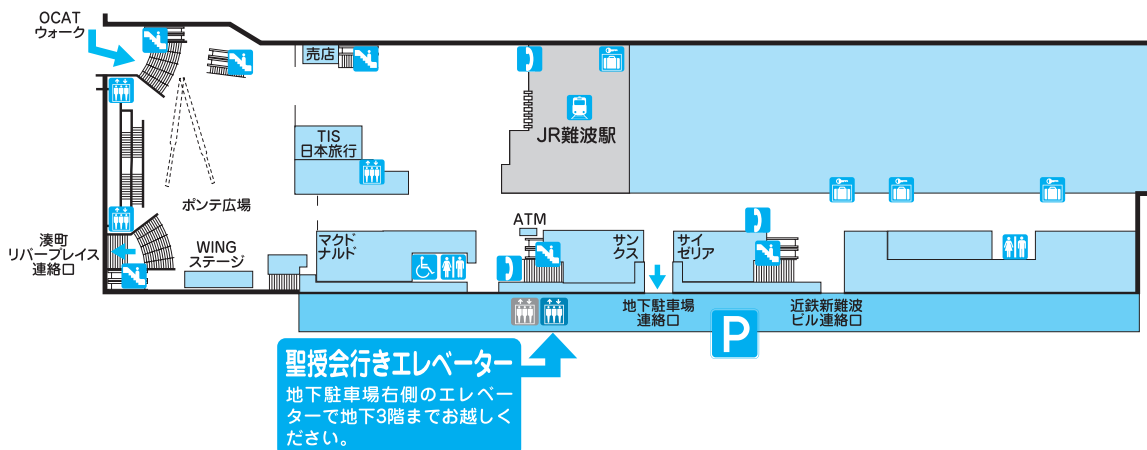 OCAT
ウォーク
売店
JR難波駅
TIS
日本旅行
ポンテ広場
湊町
リバープレイス
連絡口
WING
ステージ
マクド
ナルド
ATM
サン
クス
サイ
ゼリア
地下駐車場
連絡口
近鉄新難波
ビル連絡口
P
聖授会行きエレベーター
地下駐車場右側のエレベー
ターで地下3階までお越しく
ださい。